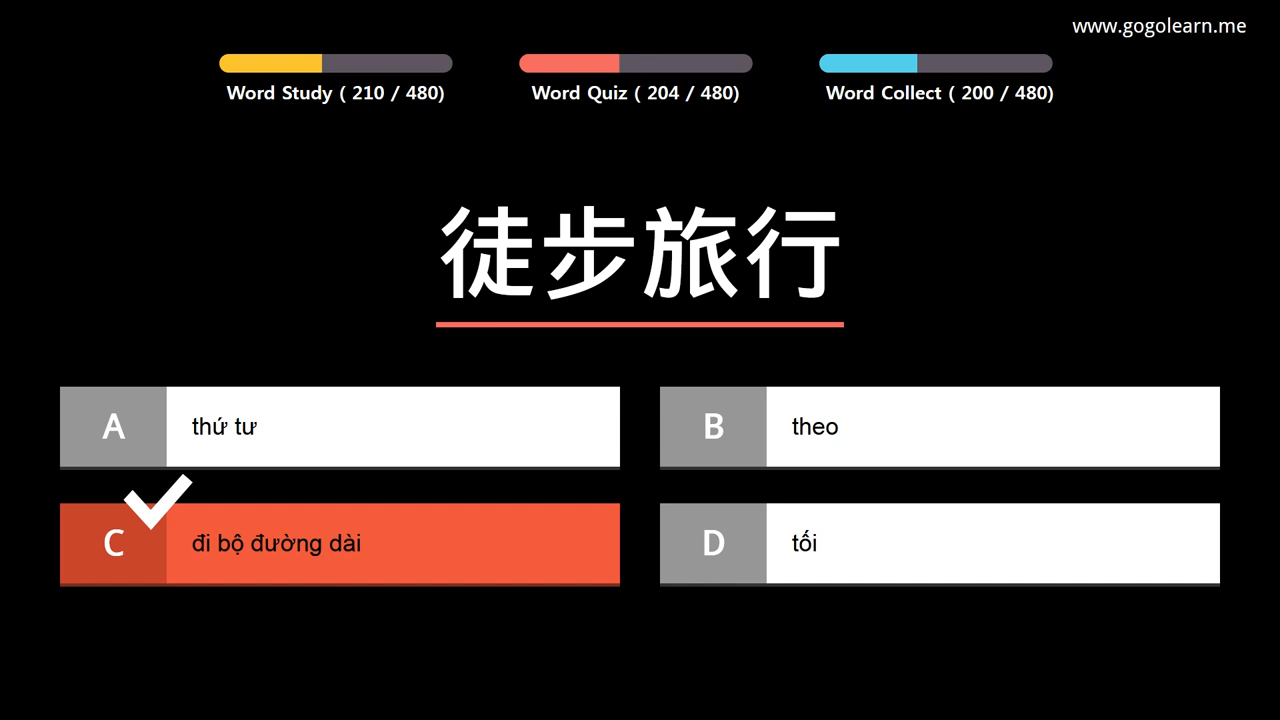 www.gogolearn.me
Word Study ( 210 / 480)
Word Quiz ( 204 / 480)
Word Collect ( 200 / 480)
徒步旅行
A
thứ tư
B
theo
C
đi bộ đường dài
D
tối